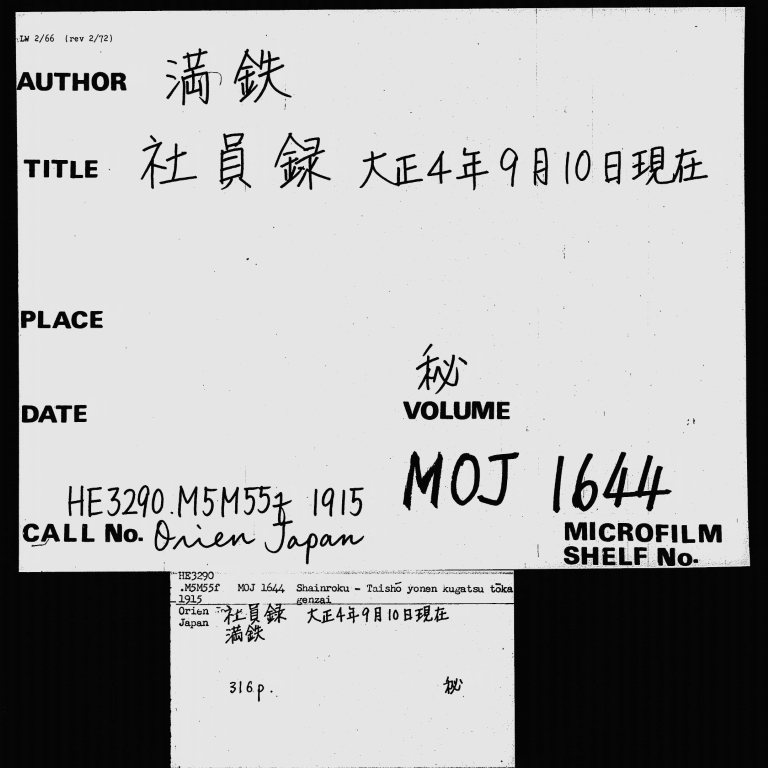 LW 2/66 (rev 2/72)
AUTHOR 満鉄
TITLE 社員録 大正4年9月10日現在
PLACE
秘
DATE
VOLUME
HE3290.M5M55f 1915
MOJ 1644
CALL No. Orien Japan
MICROFILM
SHELF No.
HE3290
.M5M55f MOJ 1644 Shainroku - Taishō yonen kugatsu tōka
1915 genzai
Orien 社員録 大正4年9月10日現在
Japan 満鉄
316p. 秘